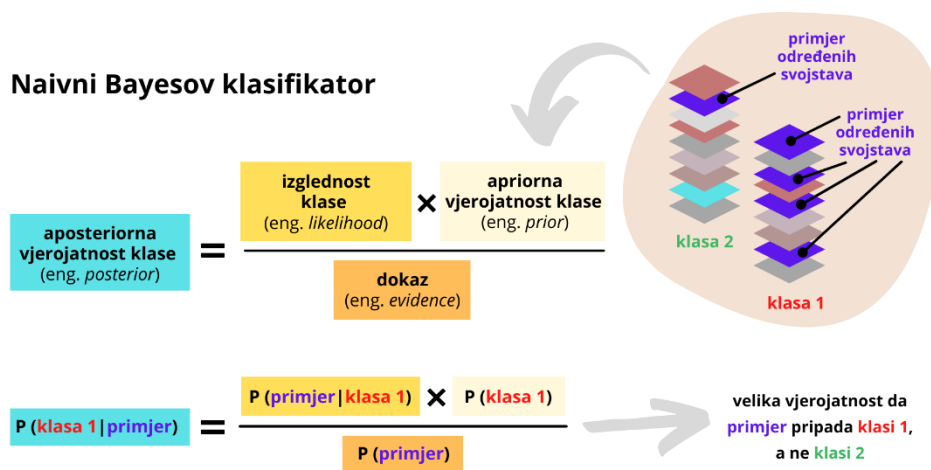 Naivni Bayesov klasifikator
primjer
određenih
svojstava
primjer
određenih
svojstava
klasa 2
klasa 1
aposteriorna
vjerojatnost klase
(eng. posterior)
=
izglednost
klase
(eng. likelihood)
×
apriorna
vjerojatnost klase
(eng. prior)
dokaz
(eng. evidence)
P (klasa 1|primjer)
=
P (primjer|klasa 1)
×
P (klasa 1)
P (primjer)
velika vjerojatnost da
primjer pripada klasi 1,
a ne klasi 2